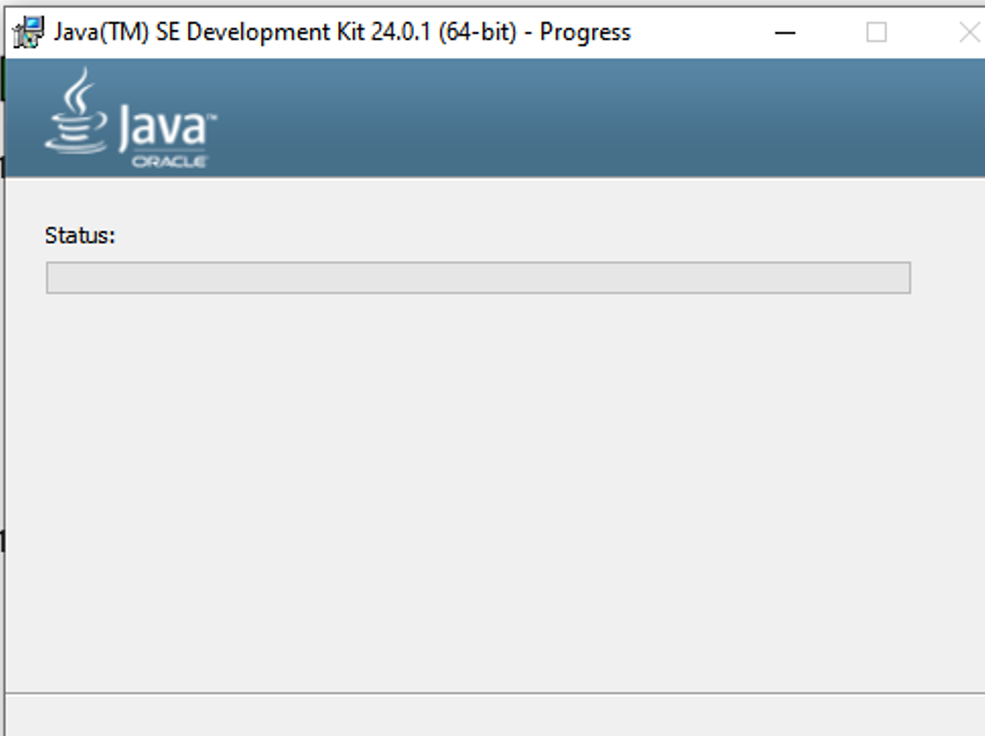 Java(TM) SE Development Kit 24.0.1 (64-bit) - Progress
Java™
ORACLE
Status: